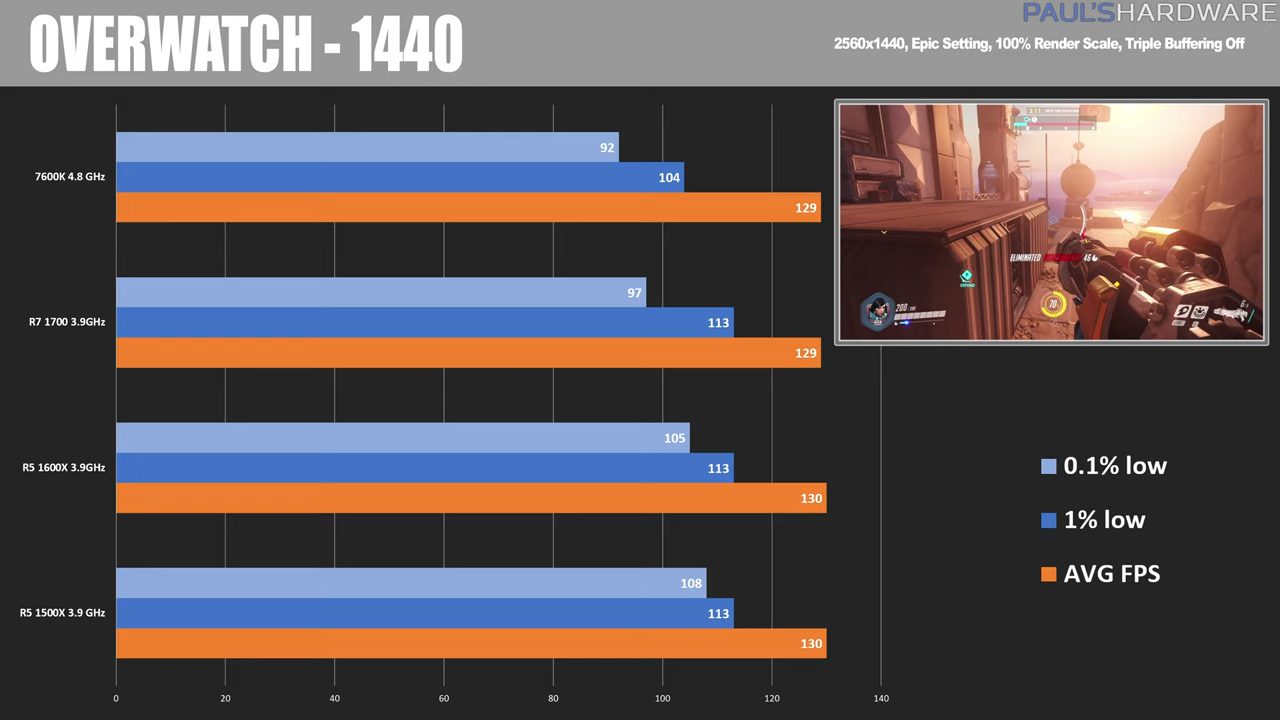 OVERWATCH - 1440
PAUL'SHARDWARE
2560x1440, Epic Setting, 100% Render Scale, Triple Buffering Off
7600K 4.8 GHz
92
104
129
R7 1700 3.9GHz
97
113
129
R5 1600X 3.9GHz
105
113
130
R5 1500X 3.9 GHz
108
113
130
0
20
40
60
80
100
120
140
ELIMINATED
46
200
70
0.1% low
1% low
AVG FPS